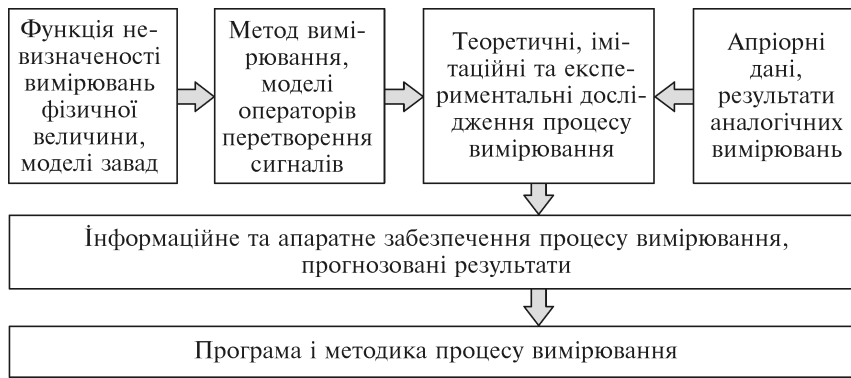 Функція не-
визначеності
вимірювань
фізичної
величини,
моделі завад
Метод вимі-
рювання,
моделі
операторів
перетворення
сигналів
Теоретичні, імі-
таційні та експе-
риментальні дослі-
дження процесу
вимірювання
Апріорні
дані,
результати
аналогічних
вимірювань
Інформаційне та апаратне забезпечення процесу вимірювання,
прогнозовані результати
Програма і методика процесу вимірювання